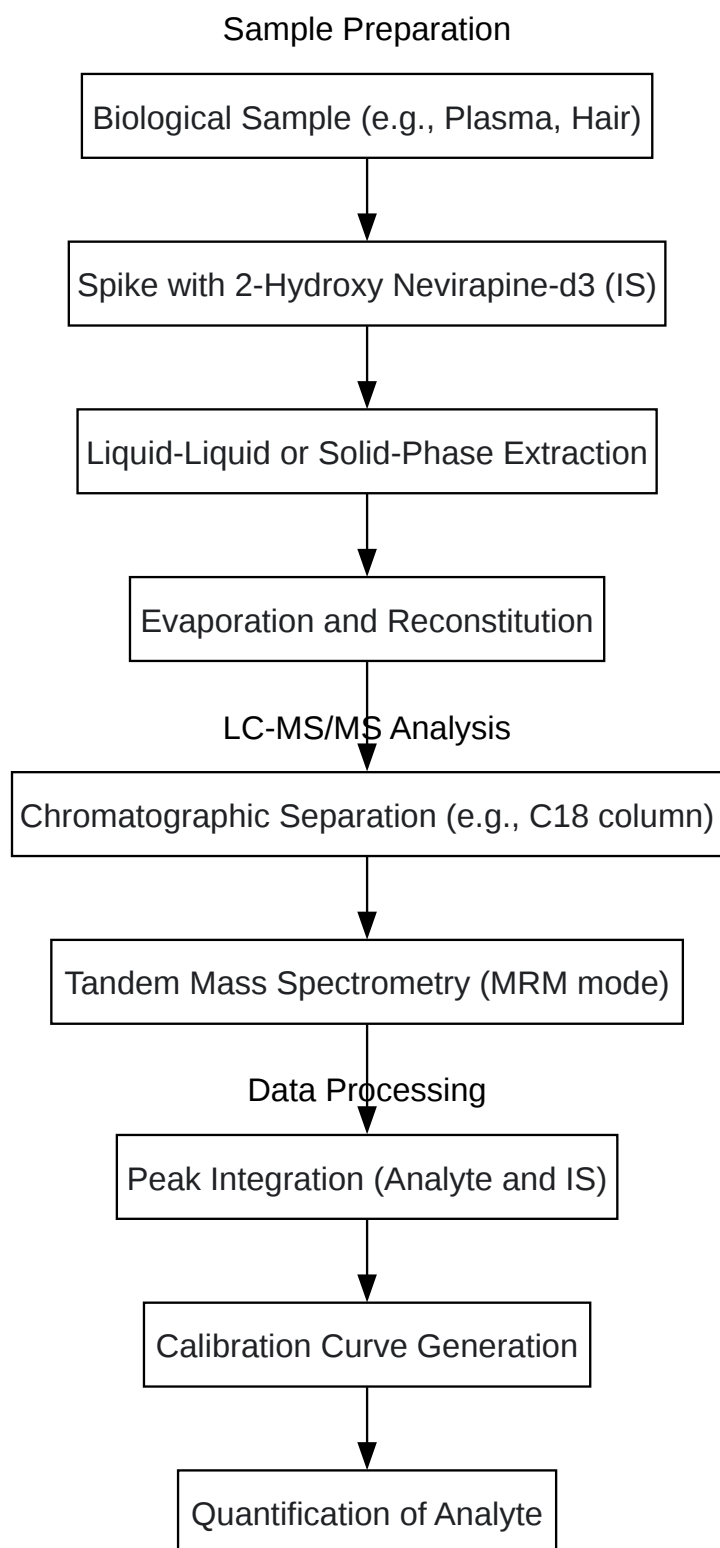 Sample Preparation
Biological Sample (e.g., Plasma, Hair)
Spike with 2-Hydroxy Nevirapine-d3 (IS)
Liquid-Liquid or Solid-Phase Extraction
Evaporation and Reconstitution
LC-MS/MS Analysis
Chromatographic Separation (e.g., C18 column)
Tandem Mass Spectrometry (MRM mode)
Data Processing
Peak Integration (Analyte and IS)
Calibration Curve Generation
Quantification of Analyte